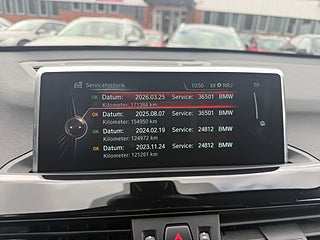 Servicehistorik 10:50 NRJ TP
OK Datum: 2026.03.25 Service: 36501 BMW
Kilometer: 171384 km
OK Datum: 2025.08.07 Service: 36501 BMW
Kilometer: 154950 km
OK Datum: 2024.02.19 Service: 24812 BMW
Kilometer: 124972 km
OK Datum: 2023.11.24 Service: 24812 BMW
Kilometer: 121261 km